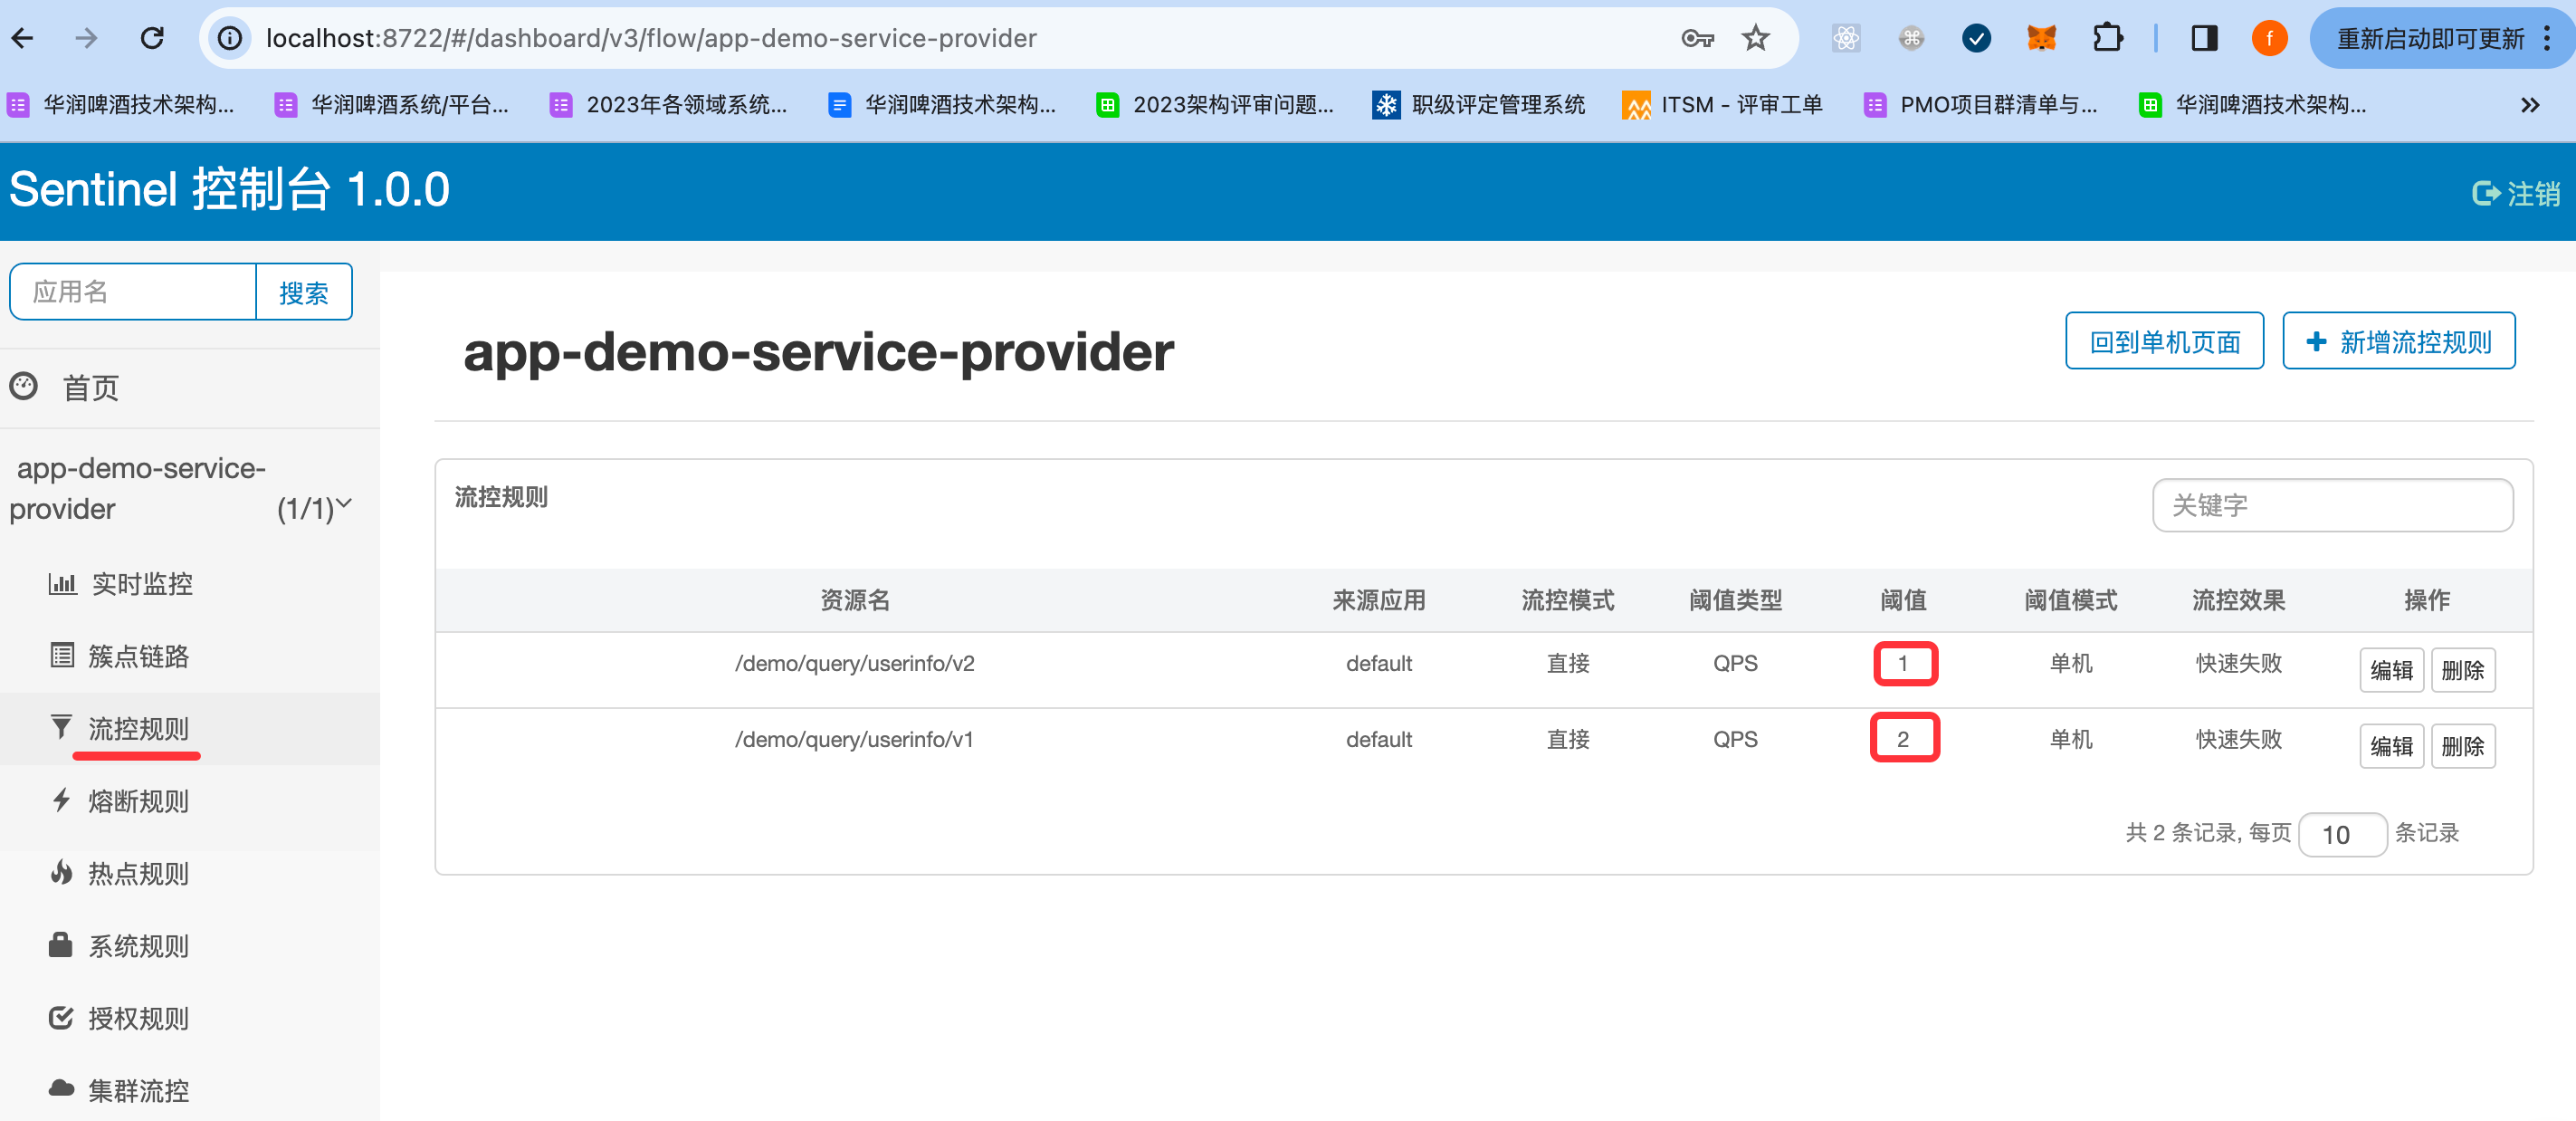 localhost:8722/#/dashboard/v3/flow/app-demo-service-provider
f
重新启动即可更新
华润啤酒技术架构...
华润啤酒系统/平台...
2023年各领域系统...
华润啤酒技术架构...
2023架构评审问题...
职级评定管理系统
ITSM - 评审工单
PMO项目群清单与...
华润啤酒技术架构...
Sentinel 控制台 1.0.0
注销
应用名
搜索
首页
app-demo-service-
provider (1/1)
实时监控
簇点链路
流控规则
熔断规则
热点规则
系统规则
授权规则
集群流控
app-demo-service-provider
回到单机页面
新增流控规则
流控规则
关键字
资源名 来源应用 流控模式 阈值类型 阈值 阈值模式 流控效果 操作
/demo/query/userinfo/v2 default 直接 QPS 1 单机 快速失败 编辑 删除
/demo/query/userinfo/v1 default 直接 QPS 2 单机 快速失败 编辑 删除
共 2 条记录, 每页 10 条记录